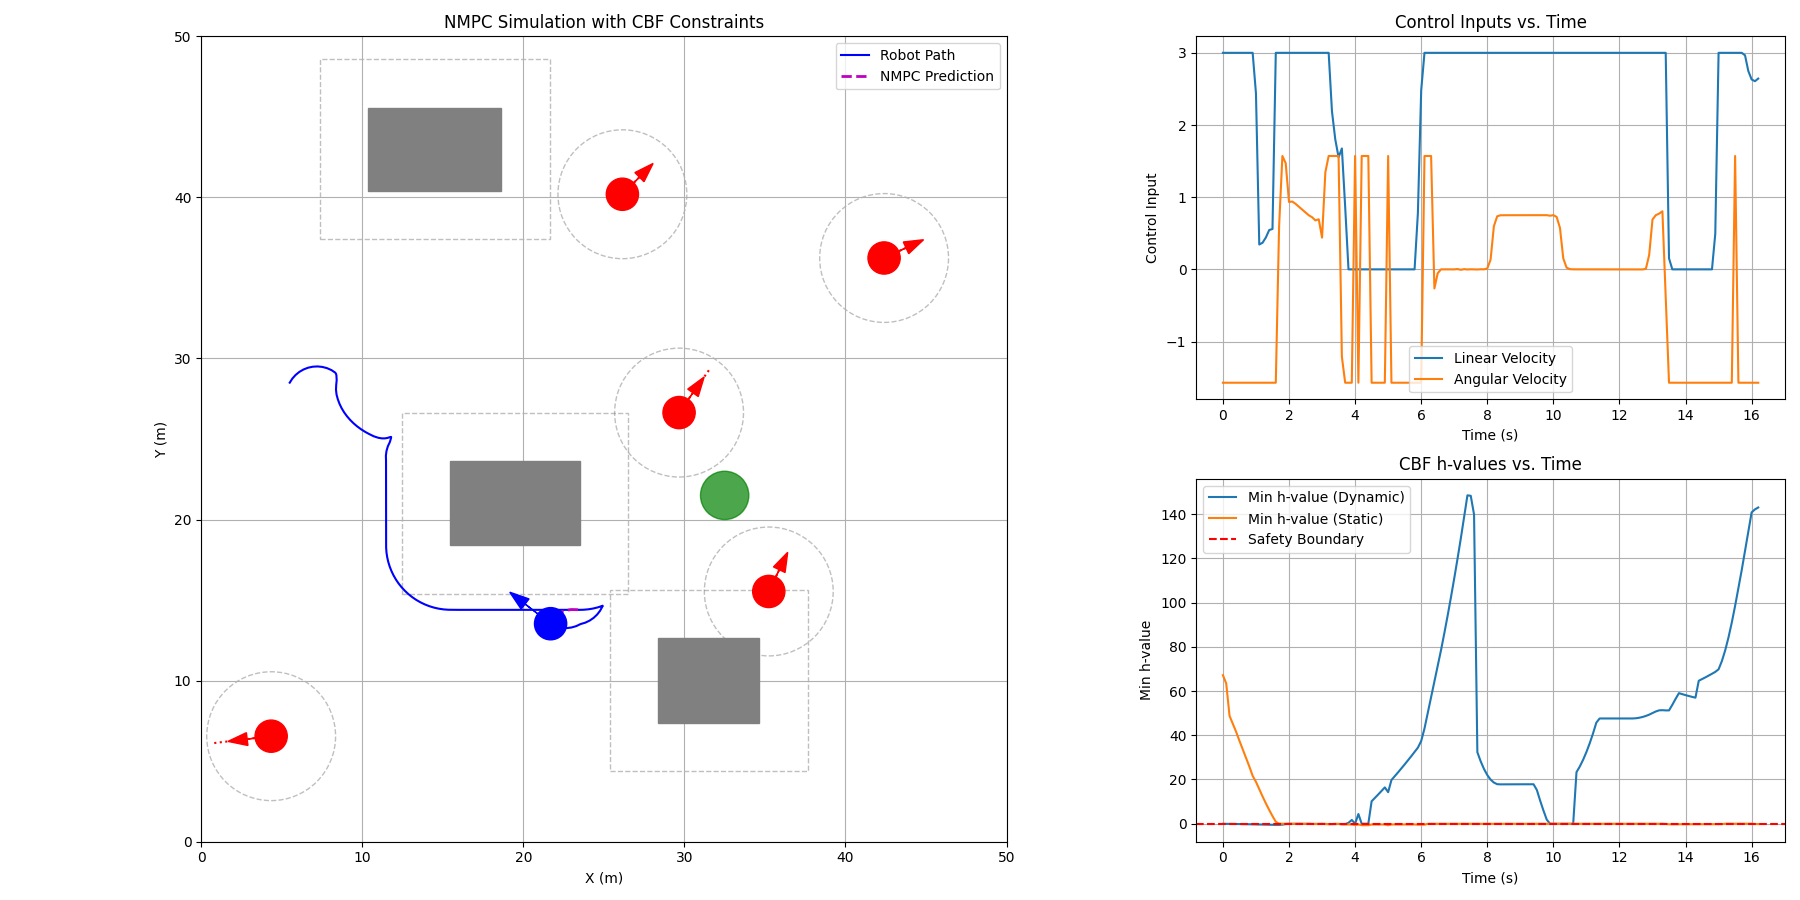 NMPC Simulation with CBF Constraints
50
40
30
20
10
0
0 10 20 30 40 50
Y (m)
X (m)
Robot Path
NMPC Prediction
Control Inputs vs. Time
3
2
1
0
−1
0 2 4 6 8 10 12 14 16
Control Input
Time (s)
Linear Velocity
Angular Velocity
CBF h-values vs. Time
140
120
100
80
60
40
20
0
0 2 4 6 8 10 12 14 16
Min h-value
Time (s)
Min h-value (Dynamic)
Min h-value (Static)
Safety Boundary